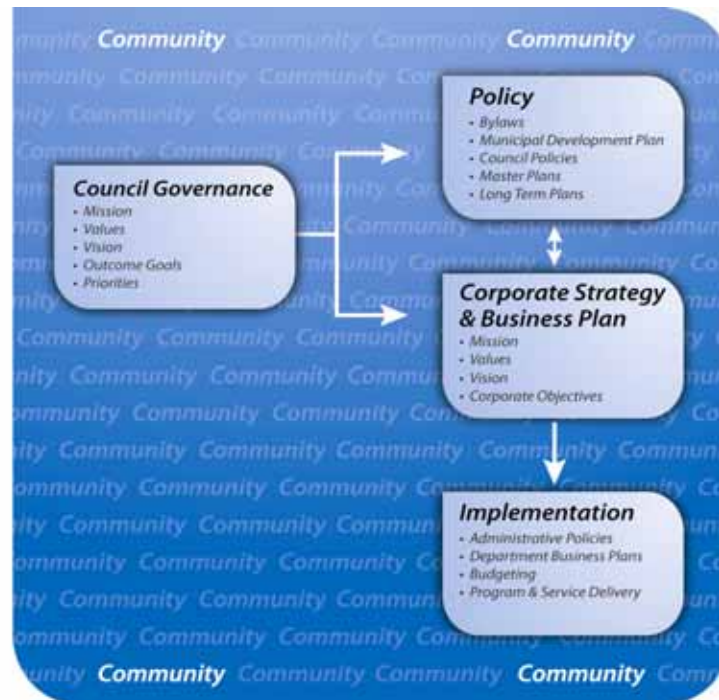 Community Community
Council Governance
• Mission
• Values
• Vision
• Outcome Goals
• Priorities
Policy
• Bylaws
• Municipal Development Plan
• Council Policies
• Master Plans
• Long Term Plans
Corporate Strategy
& Business Plan
• Mission
• Values
• Vision
• Corporate Objectives
Implementation
• Administrative Policies
• Department Business Plans
• Budgeting
• Program & Service Delivery
Community Community